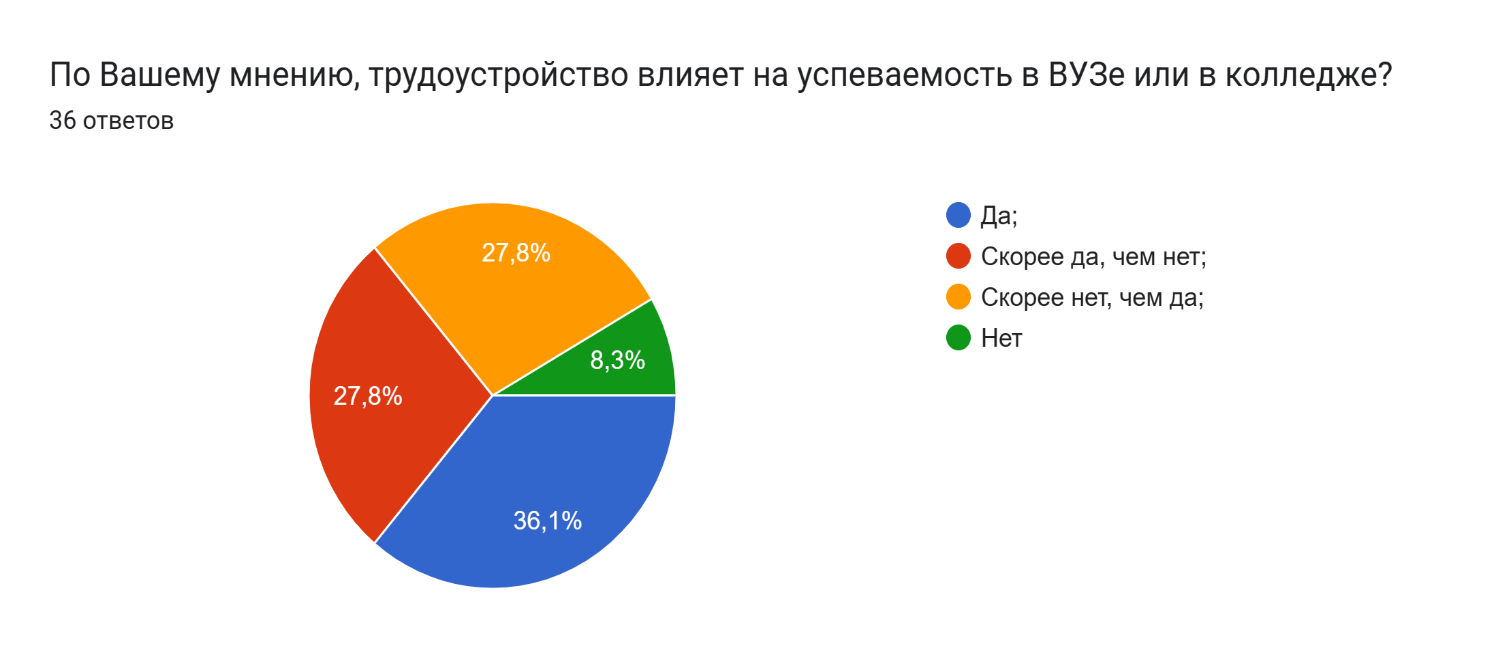 По Вашему мнению, трудоустройство влияет на успеваемость в ВУЗе или в колледже?
36 ответов
Да;
Скорее да, чем нет;
Скорее нет, чем да;
Нет
27,8%
8,3%
27,8%
36,1%